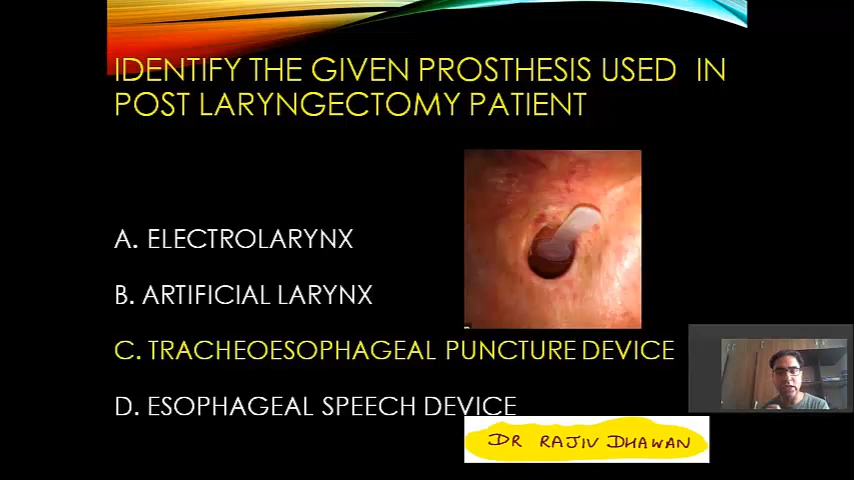 IDENTIFY THE GIVEN PROSTHESIS USED IN
POST LARYNGECTOMY PATIENT
A. ELECTROLARYNX
B. ARTIFICIAL LARYNX
C. TRACHEOESOPHAGEAL PUNCTURE DEVICE
D. ESOPHAGEAL SPEECH DEVICE
DR RAJIV DHAWAN